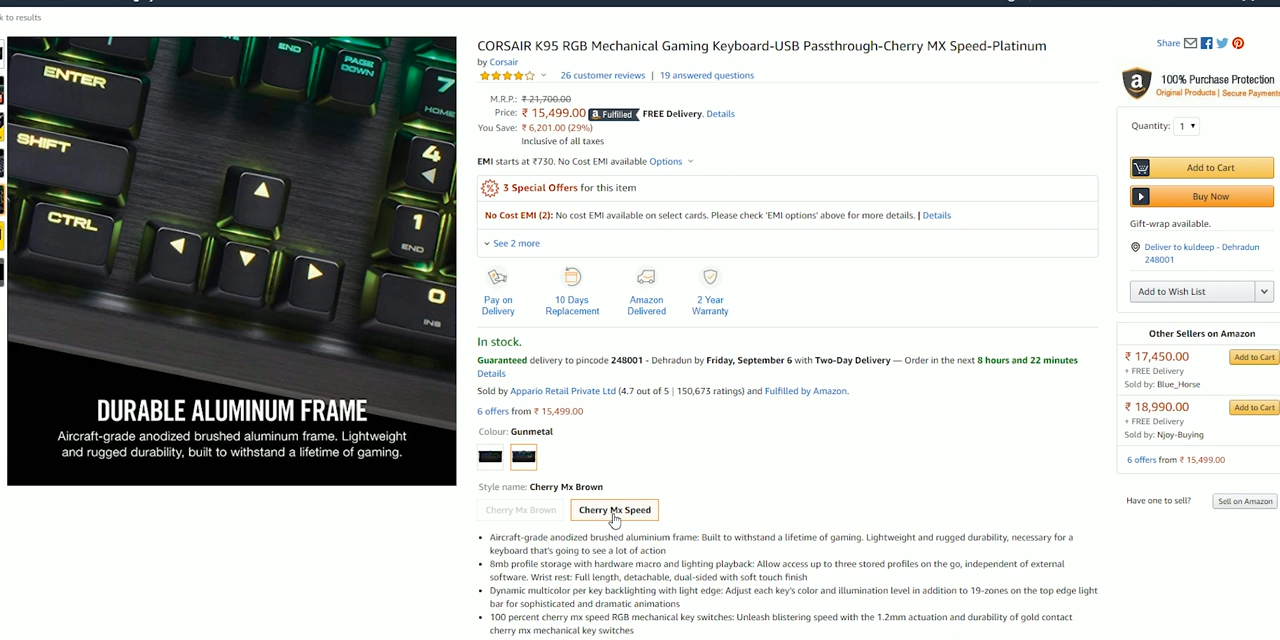 k to results
CORSAIR K95 RGB Mechanical Gaming Keyboard-USB Passthrough-Cherry MX Speed-Platinum
by Corsair
26 customer reviews | 19 answered questions
M.R.P.: ₹ 21,700.00
Price: ₹ 15,499.00 a Fulfilled FREE Delivery. Details
You Save: ₹ 6,201.00 (29%)
Inclusive of all taxes
EMI starts at ₹730. No Cost EMI available Options
3 Special Offers for this item
No Cost EMI (2): No cost EMI available on select cards. Please check 'EMI options' above for more details. | Details
See 2 more
Pay on Delivery
10 Days Replacement
Amazon Delivered
2 Year Warranty
In stock.
Guaranteed delivery to pincode 248001 - Dehradun by Friday, September 6 with Two-Day Delivery — Order in the next 8 hours and 22 minutes
Details
Sold by Appario Retail Private Ltd (4.7 out of 5 | 150,673 ratings) and Fulfilled by Amazon.
6 offers from ₹ 15,499.00
Colour: Gunmetal
Style name: Cherry Mx Brown
Cherry Mx Brown
Cherry Mx Speed
• Aircraft-grade anodized brushed aluminium frame: Built to withstand a lifetime of gaming. Lightweight and rugged durability, necessary for a
keyboard that's going to see a lot of action
• 8mb profile storage with hardware macro and lighting playback: Allow access up to three stored profiles on the go, independent of external
software. Wrist rest: Full length, detachable, dual-sided with soft touch finish
• Dynamic multicolor per key backlighting with light edge: Adjust each key's color and illumination level in addition to 19-zones on the top edge light
bar for sophisticated and dramatic animations
• 100 percent cherry mx speed RGB mechanical key switches: Unleash blistering speed with the 1.2mm actuation and durability of gold contact
cherry mx mechanical key switches
END
PAGE
DOWN
ENTER
7
HOME
SHIFT
4
CTRL
1
END
0
INS
DURABLE ALUMINUM FRAME
Aircraft-grade anodized brushed aluminum frame. Lightweight
and rugged durability, built to withstand a lifetime of gaming.
Share
a 100% Purchase Protection
Original Products | Secure Payments
Quantity: 1
Add to Cart
Buy Now
Gift-wrap available.
Deliver to kuldeep - Dehradun
248001
Add to Wish List
Other Sellers on Amazon
₹ 17,450.00 Add to Cart
+ FREE Delivery
Sold by: Blue_Horse
₹ 18,990.00 Add to Cart
+ FREE Delivery
Sold by: Njoy-Buying
6 offers from ₹ 15,499.00
Have one to sell? Sell on Amazon